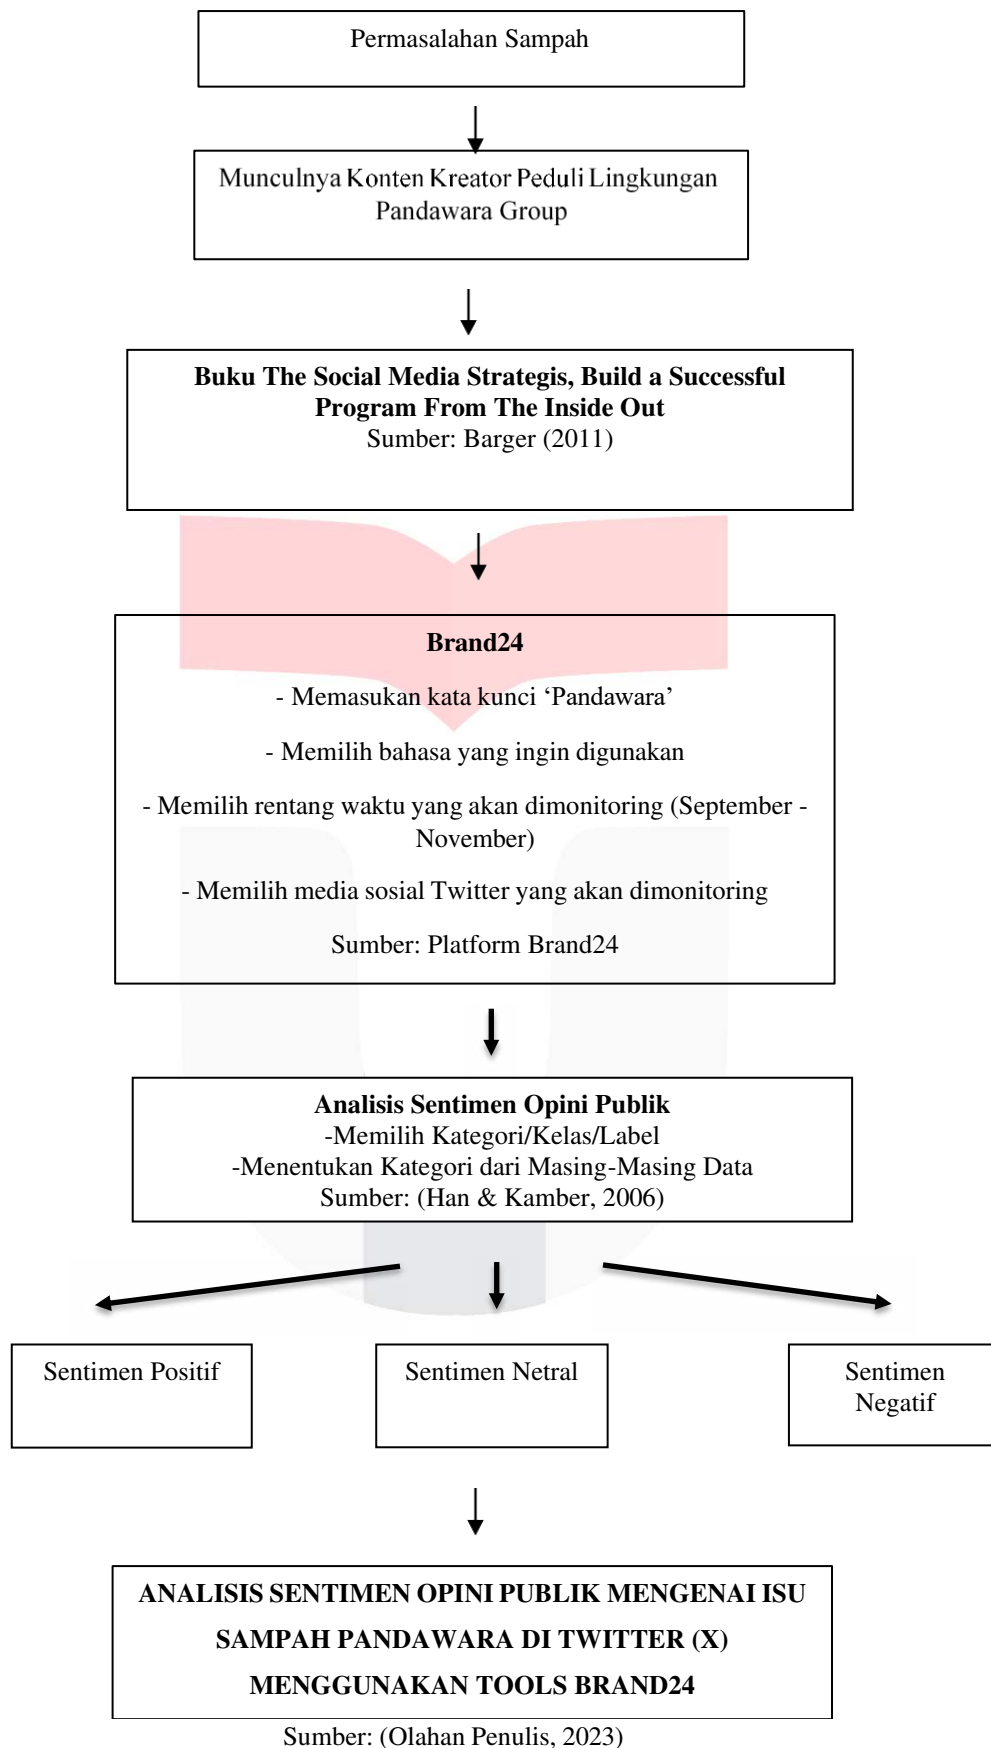 Permasalahan Sampah
Munculnya Konten Kreator Peduli Lingkungan
Pandawara Group
Buku The Social Media Strategis, Build a Successful
Program From The Inside Out
Sumber: Barger (2011)
Brand24
- Memasukan kata kunci ‘Pandawara’
- Memilih bahasa yang ingin digunakan
- Memilih rentang waktu yang akan dimonitoring (September -
November)
- Memilih media sosial Twitter yang akan dimonitoring
Sumber: Platform Brand24
Analisis Sentimen Opini Publik
-Memilih Kategori/Kelas/Label
-Menentukan Kategori dari Masing-Masing Data
Sumber: (Han & Kamber, 2006)
Sentimen Positif
Sentimen Netral
Sentimen
Negatif
ANALISIS SENTIMEN OPINI PUBLIK MENGENAI ISU
SAMPAH PANDAWARA DI TWITTER (X)
MENGGUNAKAN TOOLS BRAND24
Sumber: (Olahan Penulis, 2023)